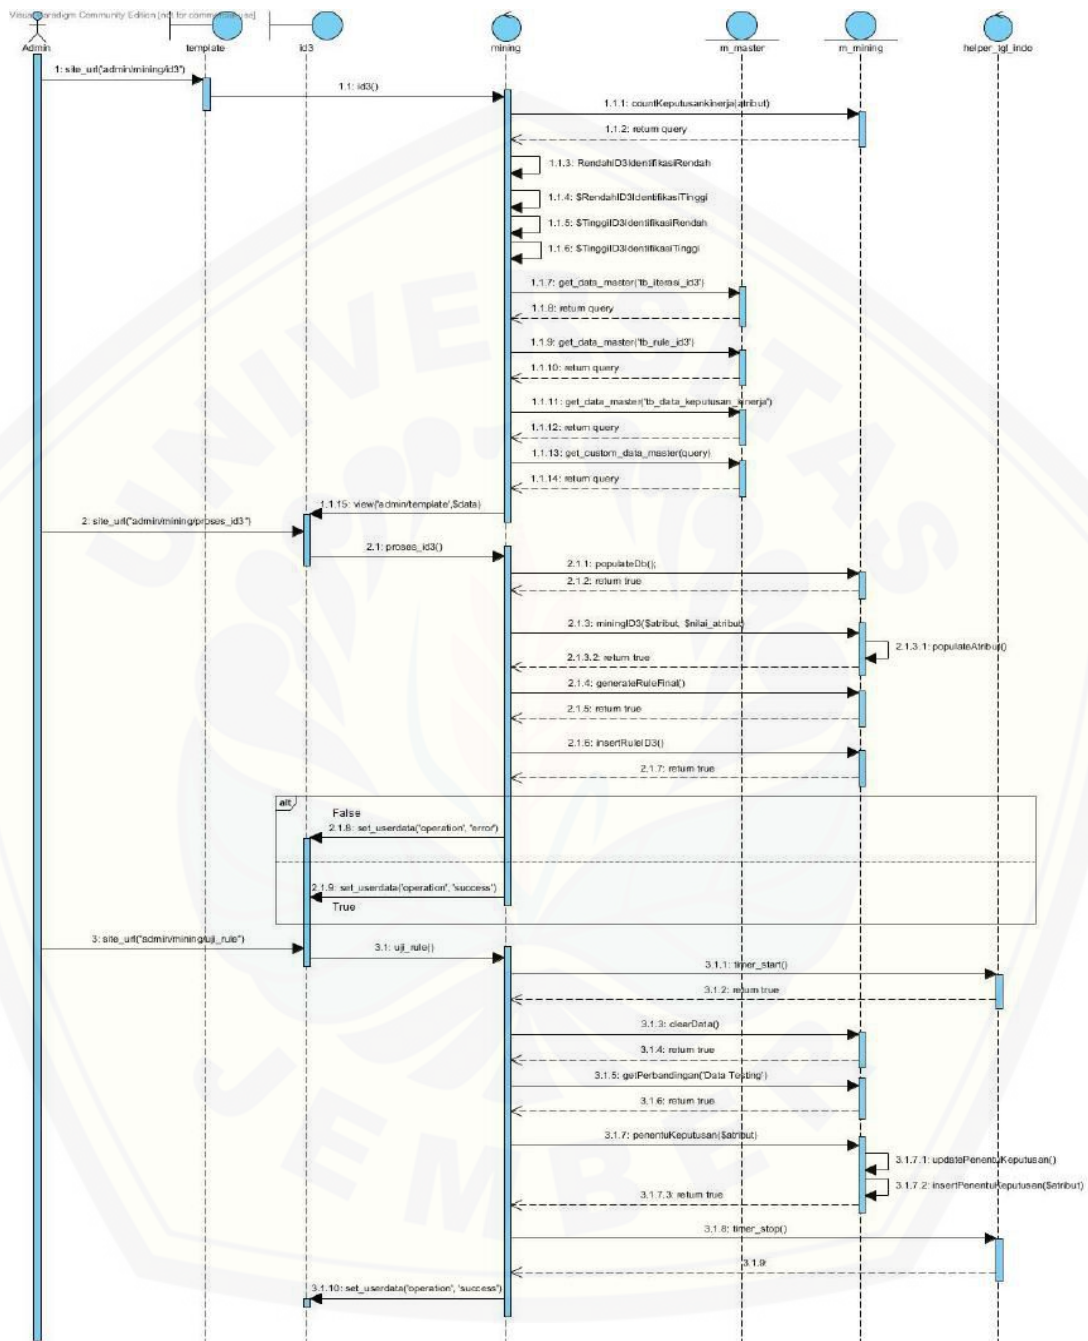 Visual Paradigm Community Edition [not for commercial use]
Admin
template
id3
mining
m_master
m_mining
helper_tgl_indo
1: site_url("admin/mining/id3")
1.1: id3()
1.1.1: countKeputusankinerja(atribut)
1.1.2: return query
1.1.3: RendahID3IdentifikasiRendah
1.1.4: $RendahID3IdentifikasiTinggi
1.1.5: $TinggiID3IdentifikasiRendah
1.1.6: $TinggiID3IdentifikasiTinggi
1.1.7: get_data_master('tb_iterasi_id3')
1.1.8: return query
1.1.9: get_data_master('tb_rule_id3')
1.1.10: return query
1.1.11: get_data_master("tb_data_keputusan_kinerja")
1.1.12: return query
1.1.13: get_custom_data_master(query)
1.1.14: return query
1.1.15: view('admin/template',$data)
2: site_url("admin/mining/proses_id3")
2.1: proses_id3()
2.1.1: populateDb();
2.1.2: return true
2.1.3: miningID3($atribut, $nilai_atribut)
2.1.3.1: populateAtribut()
2.1.3.2: return true
2.1.4: generateRuleFinal()
2.1.5: return true
2.1.6: insertRuleID3()
2.1.7: return true
alt
False
2.1.8: set_userdata('operation', 'error')
2.1.9: set_userdata('operation', 'success')
True
3: site_url("admin/mining/uji_rule")
3.1: uji_rule()
3.1.1: timer_start()
3.1.2: return true
3.1.3: clearData()
3.1.4: return true
3.1.5: getPerbandingan('Data Testing')
3.1.6: return true
3.1.7: penentuKeputusan($atribut)
3.1.7.1: updatePenentuKeputusan()
3.1.7.2: insertPenentuKeputusan($atribut)
3.1.7.3: return true
3.1.8: timer_stop()
3.1.9:
3.1.10: set_userdata('operation', 'success')
UNIVERSITAS
JEMBER